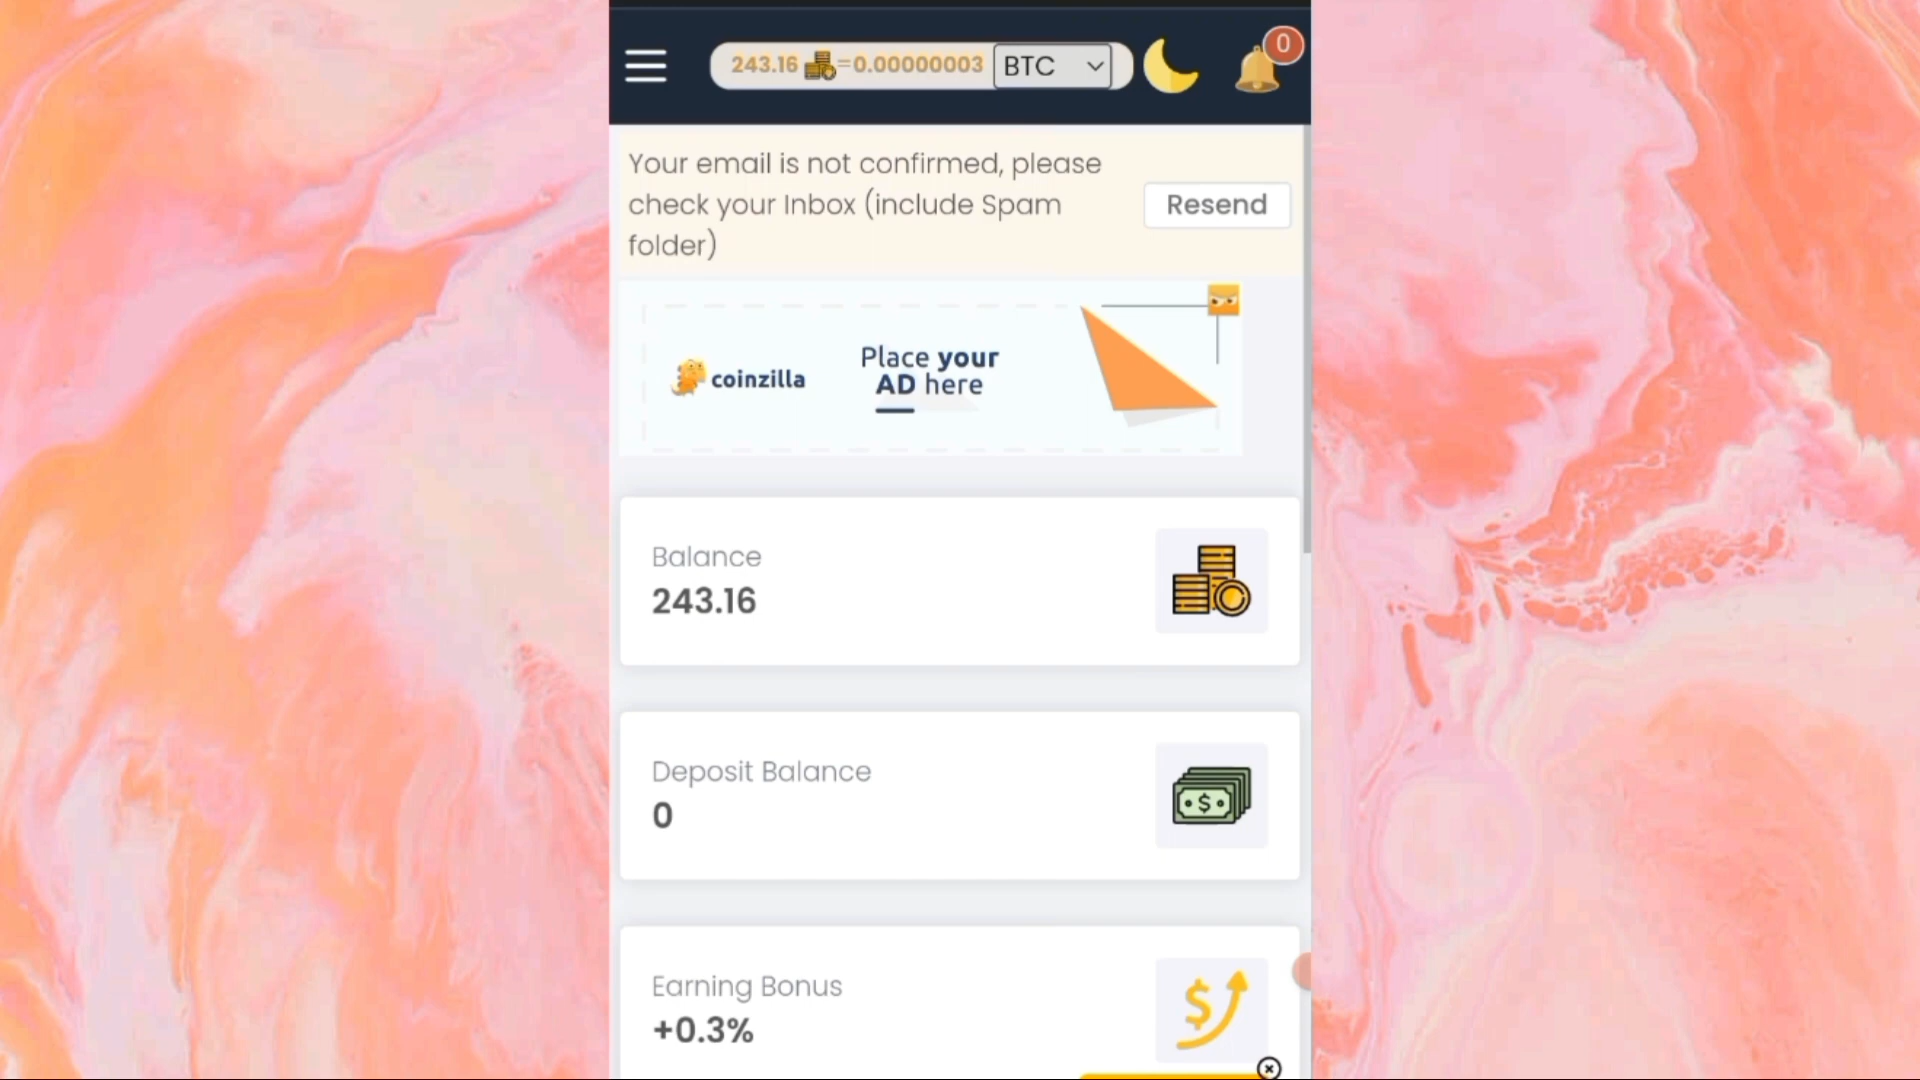 243.16 =0.00000003 BTC
0
Your email is not confirmed, please
check your Inbox (include Spam
folder)
Resend
coinzilla
Place your
AD here
Balance
243.16
Deposit Balance
0
Earning Bonus
+0.3%